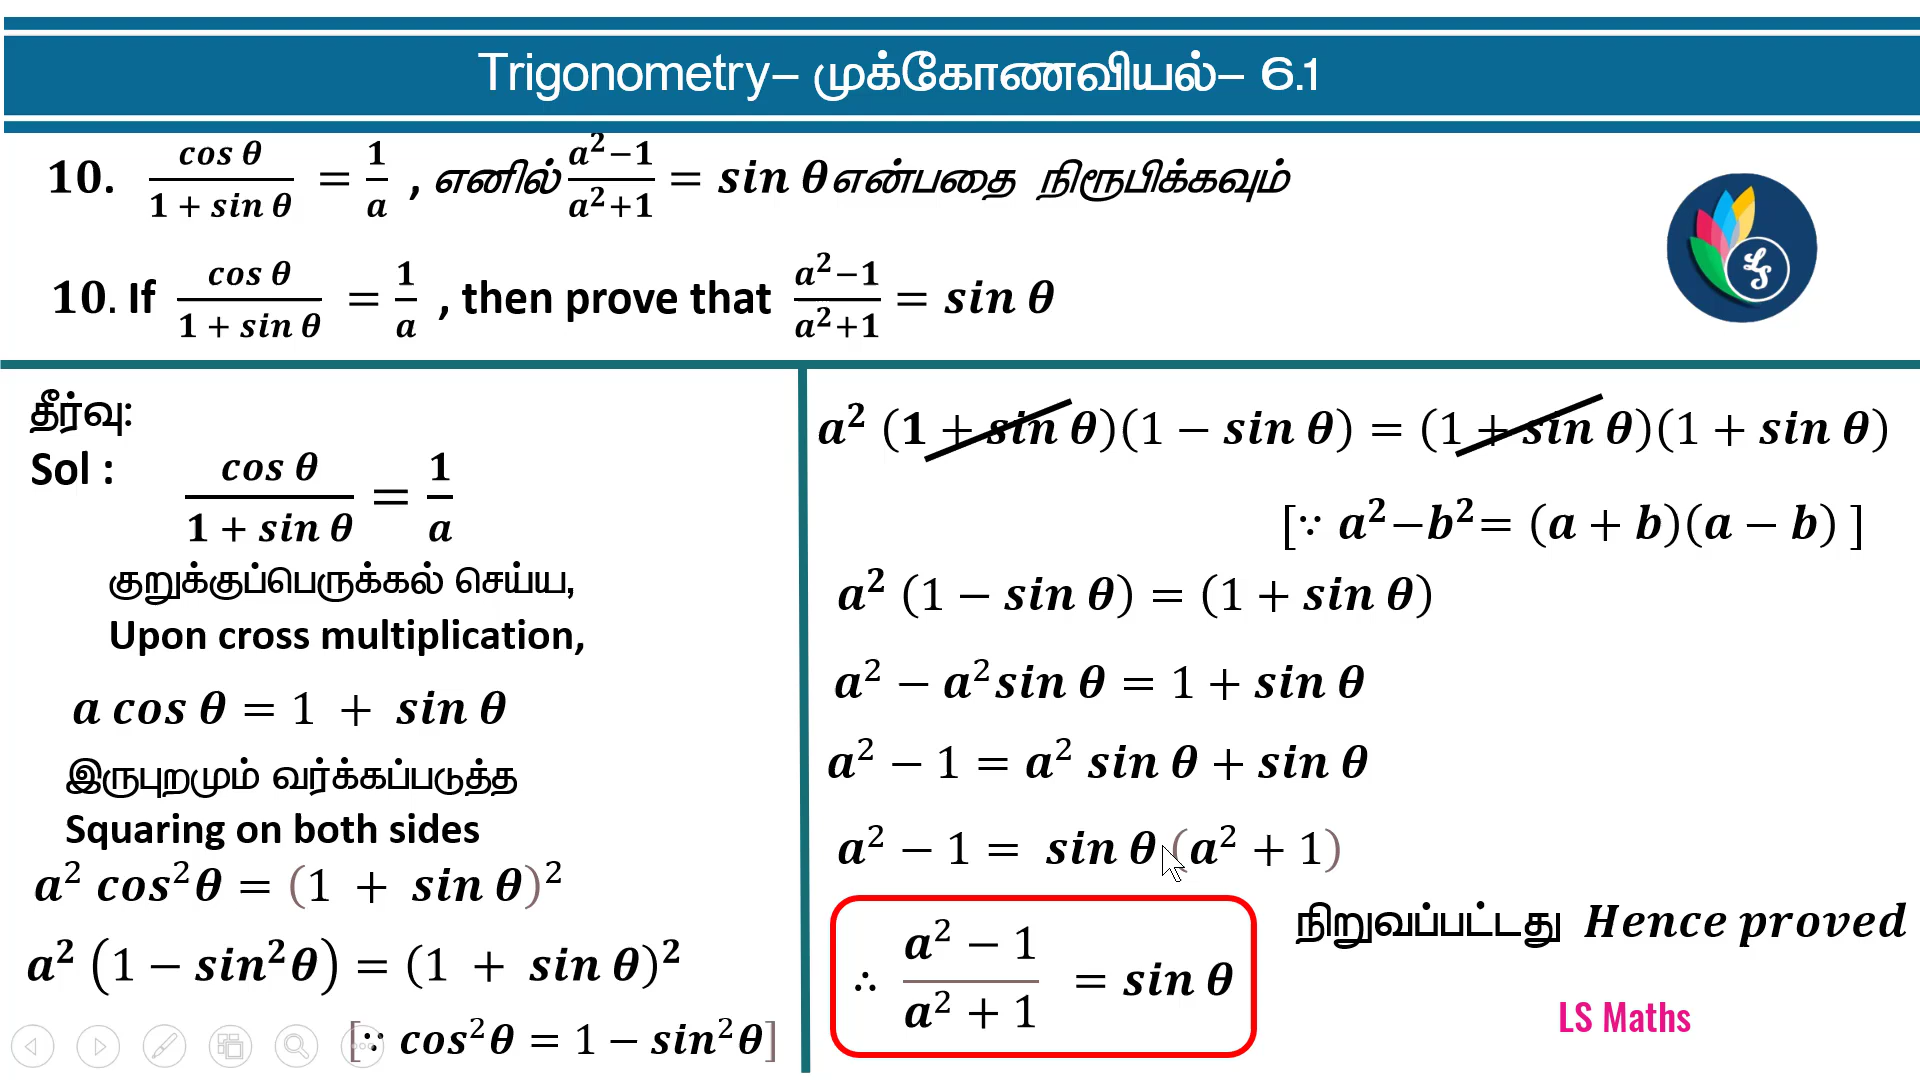 Trigonometry– முக்கோணவியல்– 6.1
10. cos θ / 1 + sin θ = 1/a , எனில் a²−1 / a²+1 = sin θ என்பதை நிரூபிக்கவும்
10. If cos θ / 1 + sin θ = 1/a , then prove that a²−1 / a²+1 = sin θ
LS
தீர்வு:
Sol : cos θ / 1 + sin θ = 1/a
குறுக்குப்பெருக்கல் செய்ய,
Upon cross multiplication,
a cos θ = 1 + sin θ
இருபுறமும் வர்க்கப்படுத்த
Squaring on both sides
a² cos²θ = (1 + sin θ)²
a² (1 − sin²θ) = (1 + sin θ)²
[∵ cos²θ = 1 − sin²θ]
a² (1 + sin θ)(1 − sin θ) = (1 + sin θ)(1 + sin θ)
[∵ a²−b²= (a + b)(a − b) ]
a² (1 − sin θ) = (1 + sin θ)
a² − a²sin θ = 1 + sin θ
a² − 1 = a² sin θ + sin θ
a² − 1 = sin θ (a² + 1)
∴ a² − 1 / a² + 1 = sin θ
நிறுவப்பட்டது Hence proved
LS Maths